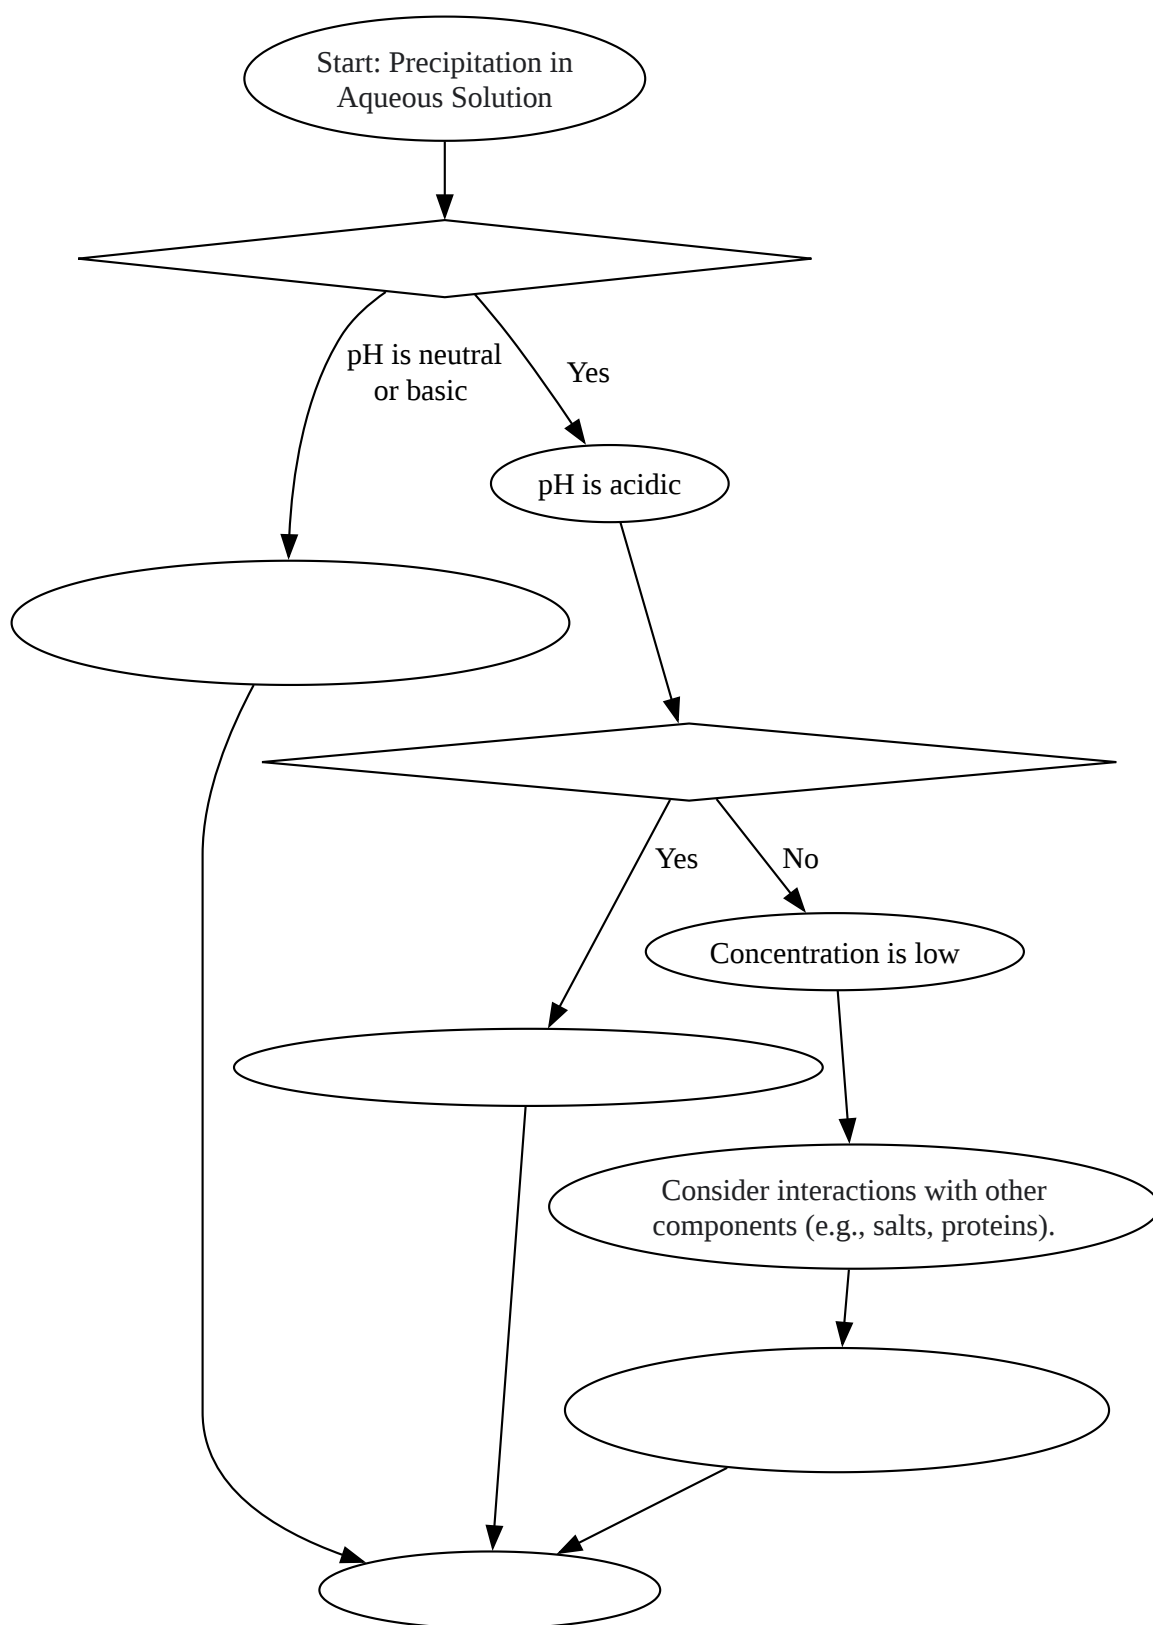 Start: Precipitation in
Aqueous Solution
pH is neutral
or basic
Yes
pH is acidic
Yes
No
Concentration is low
Consider interactions with other
components (e.g., salts, proteins).